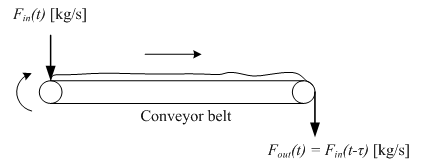 F_in(t) [kg/s]
Conveyor belt
F_out(t) = F_in(t-τ) [kg/s]